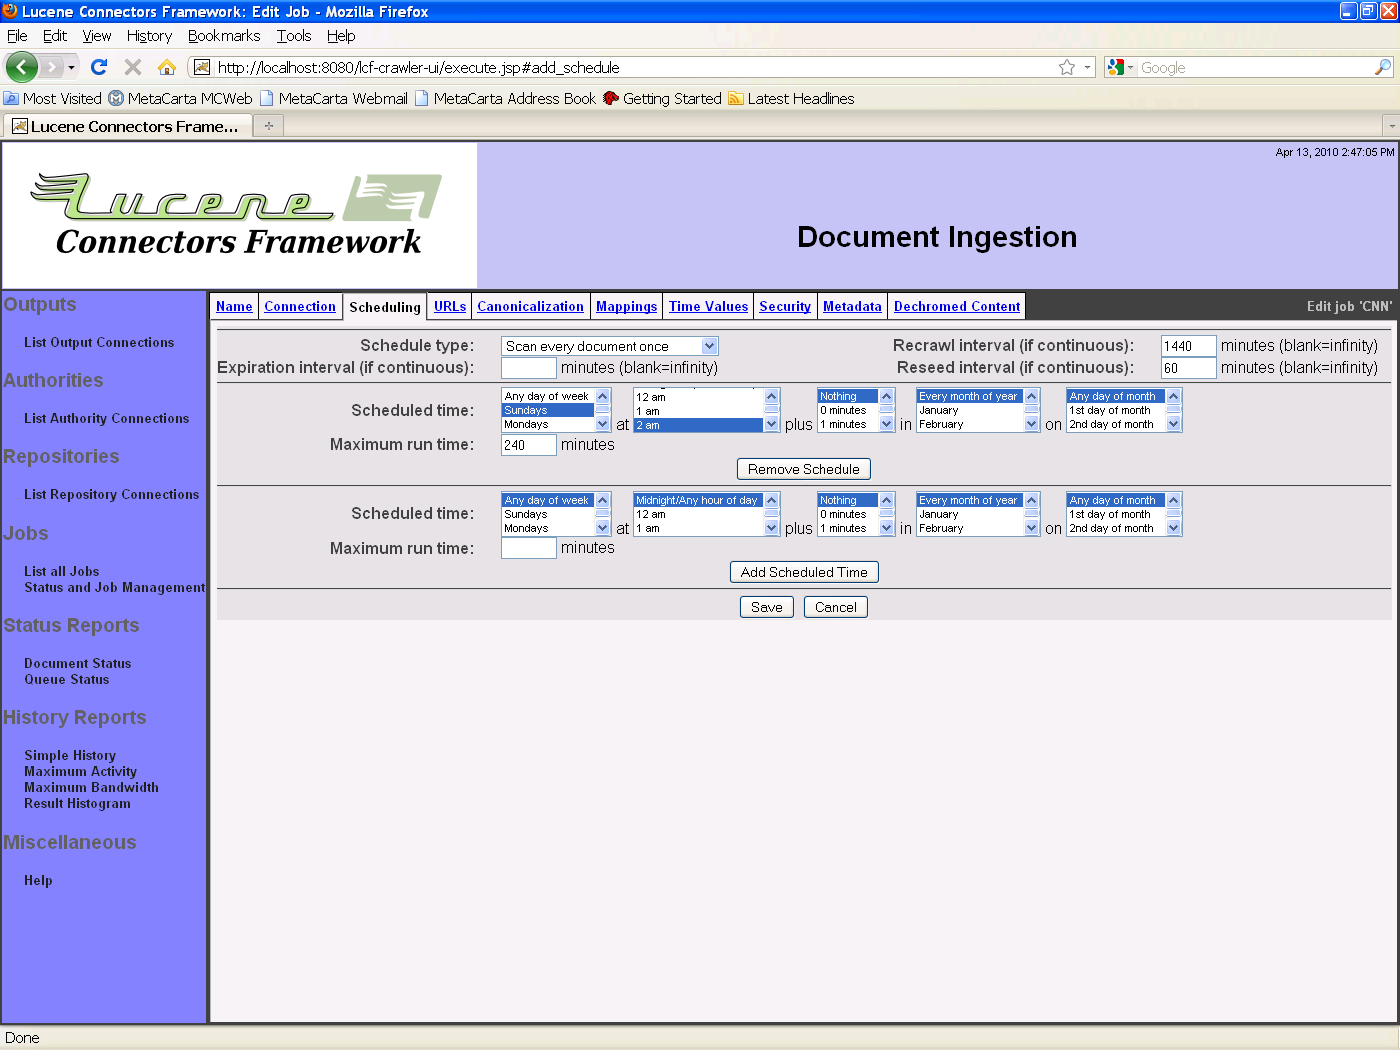 Lucene Connectors Framework: Edit Job - Mozilla Firefox
File Edit View History Bookmarks Tools Help
http://localhost:8080/lcf-crawler-ui/execute.jsp#add_schedule
Google
Most Visited MetaCarta MCWeb MetaCarta Webmail MetaCarta Address Book Getting Started Latest Headlines
Lucene Connectors Frame...
Apr 13, 2010 2:47:05 PM
Lucene
Connectors Framework
Document Ingestion
Outputs
List Output Connections
Authorities
List Authority Connections
Repositories
List Repository Connections
Jobs
List all Jobs
Status and Job Management
Status Reports
Document Status
Queue Status
History Reports
Simple History
Maximum Activity
Maximum Bandwidth
Result Histogram
Miscellaneous
Help
Name Connection Scheduling URLs Canonicalization Mappings Time Values Security Metadata Dechromed Content Edit job 'CNN'
Schedule type: Scan every document once Recrawl interval (if continuous): 1440 minutes (blank=infinity)
Expiration interval (if continuous): minutes (blank=infinity) Reseed interval (if continuous): 60 minutes (blank=infinity)
Any day of week 12 am Nothing Every month of year Any day of month
Scheduled time: Sundays 1 am 0 minutes January 1st day of month
Mondays at 2 am plus 1 minutes in February on 2nd day of month
Maximum run time: 240 minutes
Remove Schedule
Any day of week Midnight/Any hour of day Nothing Every month of year Any day of month
Scheduled time: Sundays 12 am 0 minutes January 1st day of month
Mondays at 1 am plus 1 minutes in February on 2nd day of month
Maximum run time: minutes
Add Scheduled Time
Save Cancel
Done